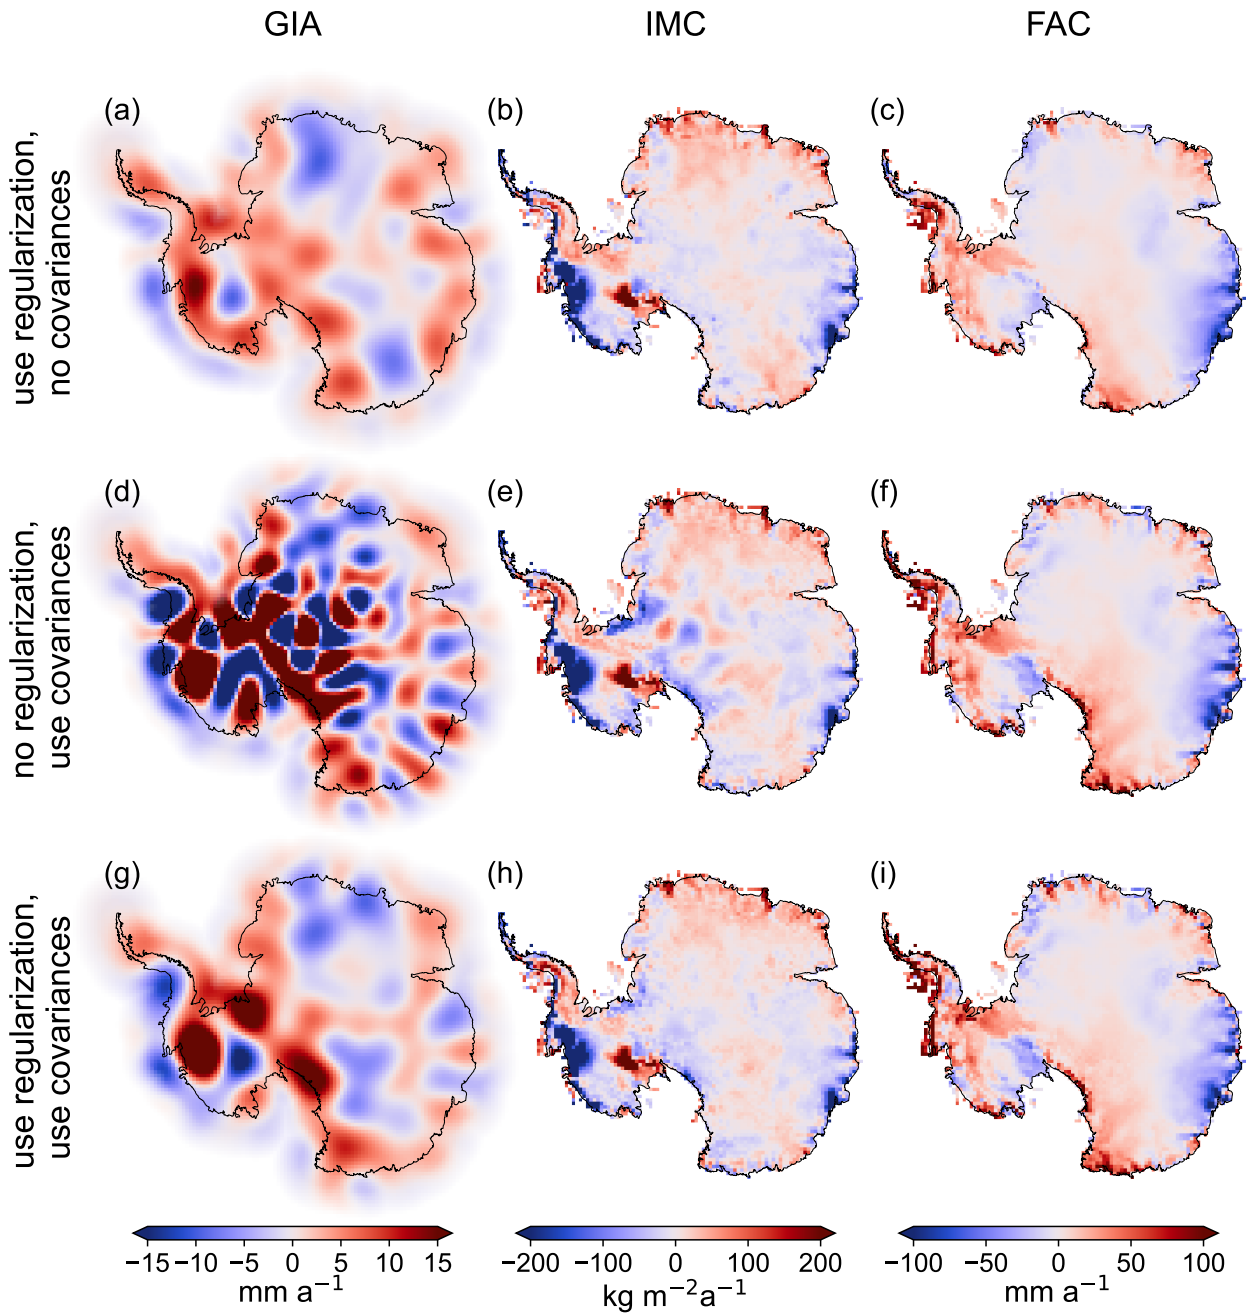 GIA IMC FAC
use regularization,
no covariances
(a) (b) (c)
no regularization,
use covariances
(d) (e) (f)
use regularization,
use covariances
(g) (h) (i)
−15 −10 −5 0 5 10 15
mm a⁻¹
−200 −100 0 100 200
kg m⁻²a⁻¹
−100 −50 0 50 100
mm a⁻¹